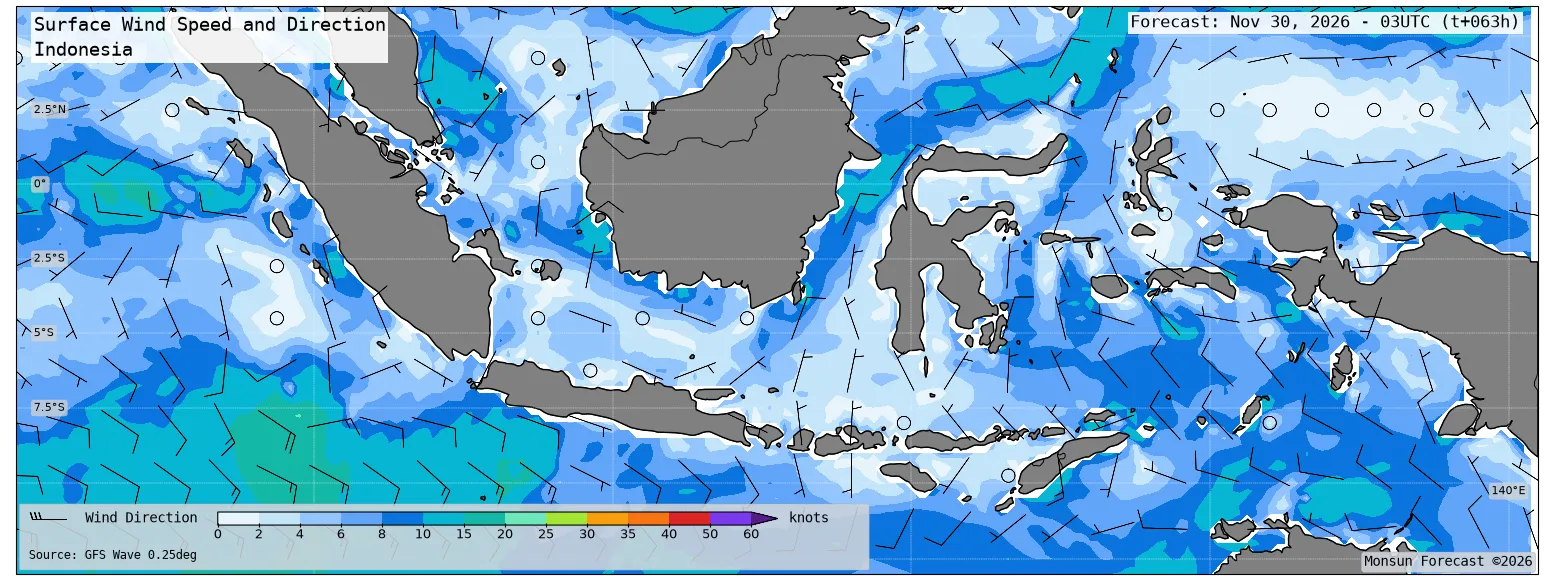 Surface Wind Speed and Direction
Indonesia
Forecast: Nov 30, 2026 - 03UTC (t+063h)
2.5°N
0°
2.5°S
5°S
7.5°S
140°E
Wind Direction
0 2 4 6 8 10 15 20 25 30 35 40 50 60
knots
Source: GFS Wave 0.25deg
Monsun Forecast ©2026